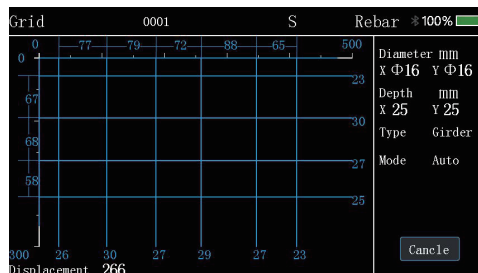 Grid 0001 S Rebar 100%
0 77 79 72 88 65 500
0
23
67
30
68
27
58
25
300 26 30 27 29 27 23
Displacement 266
Diameter mm
X Φ16 Y Φ16
Depth mm
X 25 Y 25
Type Girder
Mode Auto
Cancle